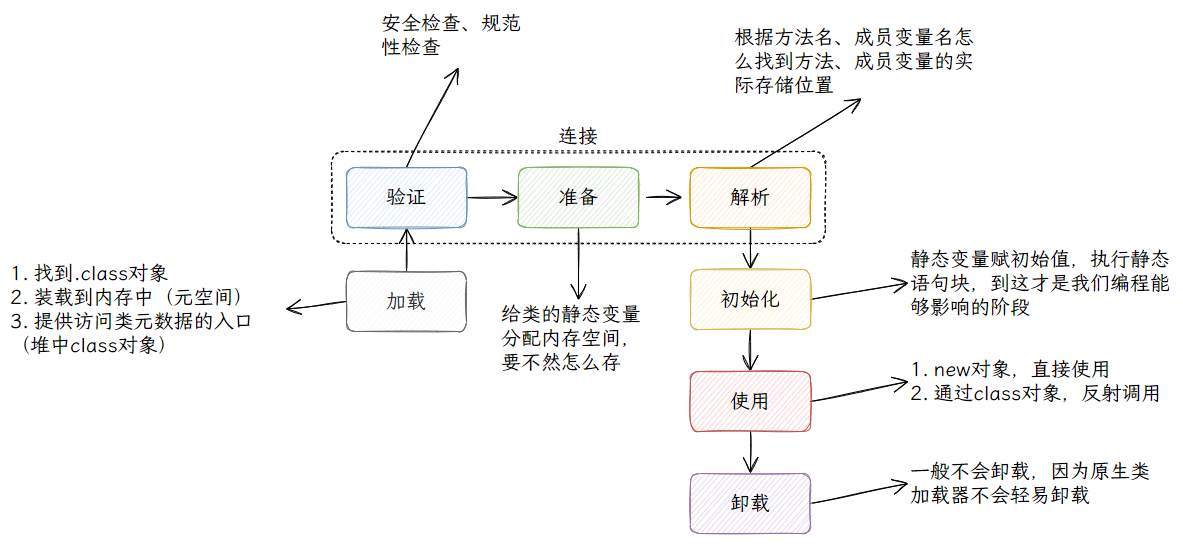 安全检查、规范
性检查
根据方法名、成员变量名怎
么找到方法、成员变量的实
际存储位置
连接
验证
准备
解析
1. 找到.class对象
2. 装载到内存中（元空间）
3. 提供访问类元数据的入口
（堆中class对象）
加载
给类的静态变量
分配内存空间，
要不然怎么存
初始化
静态变量赋初始值，执行静态
语句块，到这才是我们编程能
够影响的阶段
使用
1. new对象，直接使用
2. 通过class对象，反射调用
卸载
一般不会卸载，因为原生类
加载器不会轻易卸载